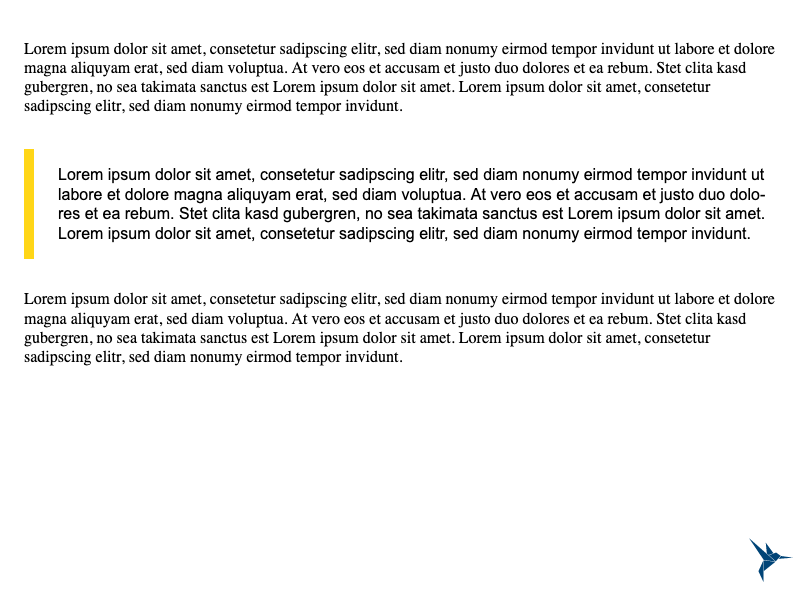 Lorem ipsum dolor sit amet, consetetur sadipscing elitr, sed diam nonumy eirmod tempor invidunt ut labore et dolore
magna aliquyam erat, sed diam voluptua. At vero eos et accusam et justo duo dolores et ea rebum. Stet clita kasd
gubergren, no sea takimata sanctus est Lorem ipsum dolor sit amet. Lorem ipsum dolor sit amet, consetetur
sadipscing elitr, sed diam nonumy eirmod tempor invidunt.
Lorem ipsum dolor sit amet, consetetur sadipscing elitr, sed diam nonumy eirmod tempor invidunt ut
labore et dolore magna aliquyam erat, sed diam voluptua. At vero eos et accusam et justo duo dolo-
res et ea rebum. Stet clita kasd gubergren, no sea takimata sanctus est Lorem ipsum dolor sit amet.
Lorem ipsum dolor sit amet, consetetur sadipscing elitr, sed diam nonumy eirmod tempor invidunt.
Lorem ipsum dolor sit amet, consetetur sadipscing elitr, sed diam nonumy eirmod tempor invidunt ut labore et dolore
magna aliquyam erat, sed diam voluptua. At vero eos et accusam et justo duo dolores et ea rebum. Stet clita kasd
gubergren, no sea takimata sanctus est Lorem ipsum dolor sit amet. Lorem ipsum dolor sit amet, consetetur
sadipscing elitr, sed diam nonumy eirmod tempor invidunt.